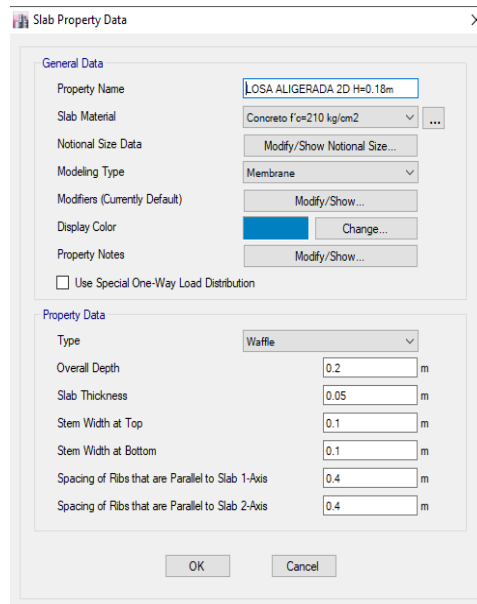 Slab Property Data
General Data
Property Name LOSA ALIGERADA 2D H=0.18m
Slab Material Concreto f'c=210 kg/cm2 ...
Notional Size Data Modify/Show Notional Size...
Modeling Type Membrane
Modifiers (Currently Default) Modify/Show...
Display Color Change...
Property Notes Modify/Show...
Use Special One-Way Load Distribution
Property Data
Type Waffle
Overall Depth 0.2 m
Slab Thickness 0.05 m
Stem Width at Top 0.1 m
Stem Width at Bottom 0.1 m
Spacing of Ribs that are Parallel to Slab 1-Axis 0.4 m
Spacing of Ribs that are Parallel to Slab 2-Axis 0.4 m
OK Cancel